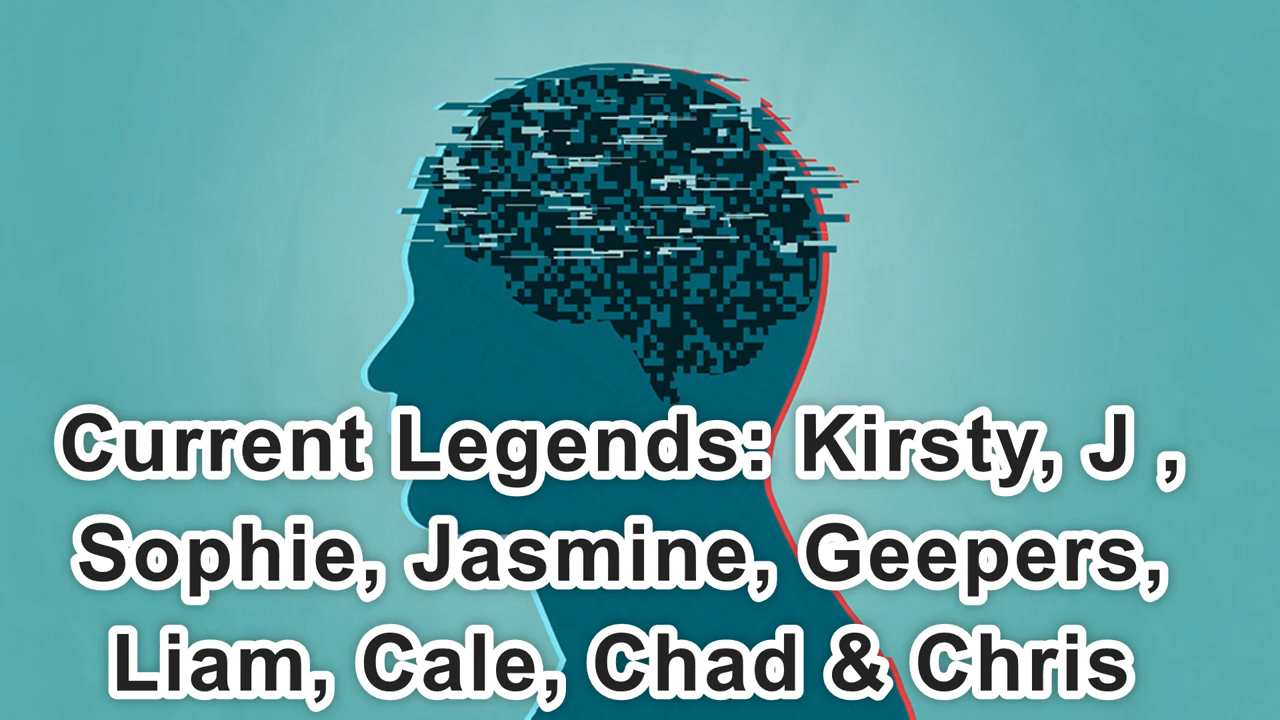 Current Legends: Kirsty, J ,
Sophie, Jasmine, Geepers,
Liam, Cale, Chad & Chris